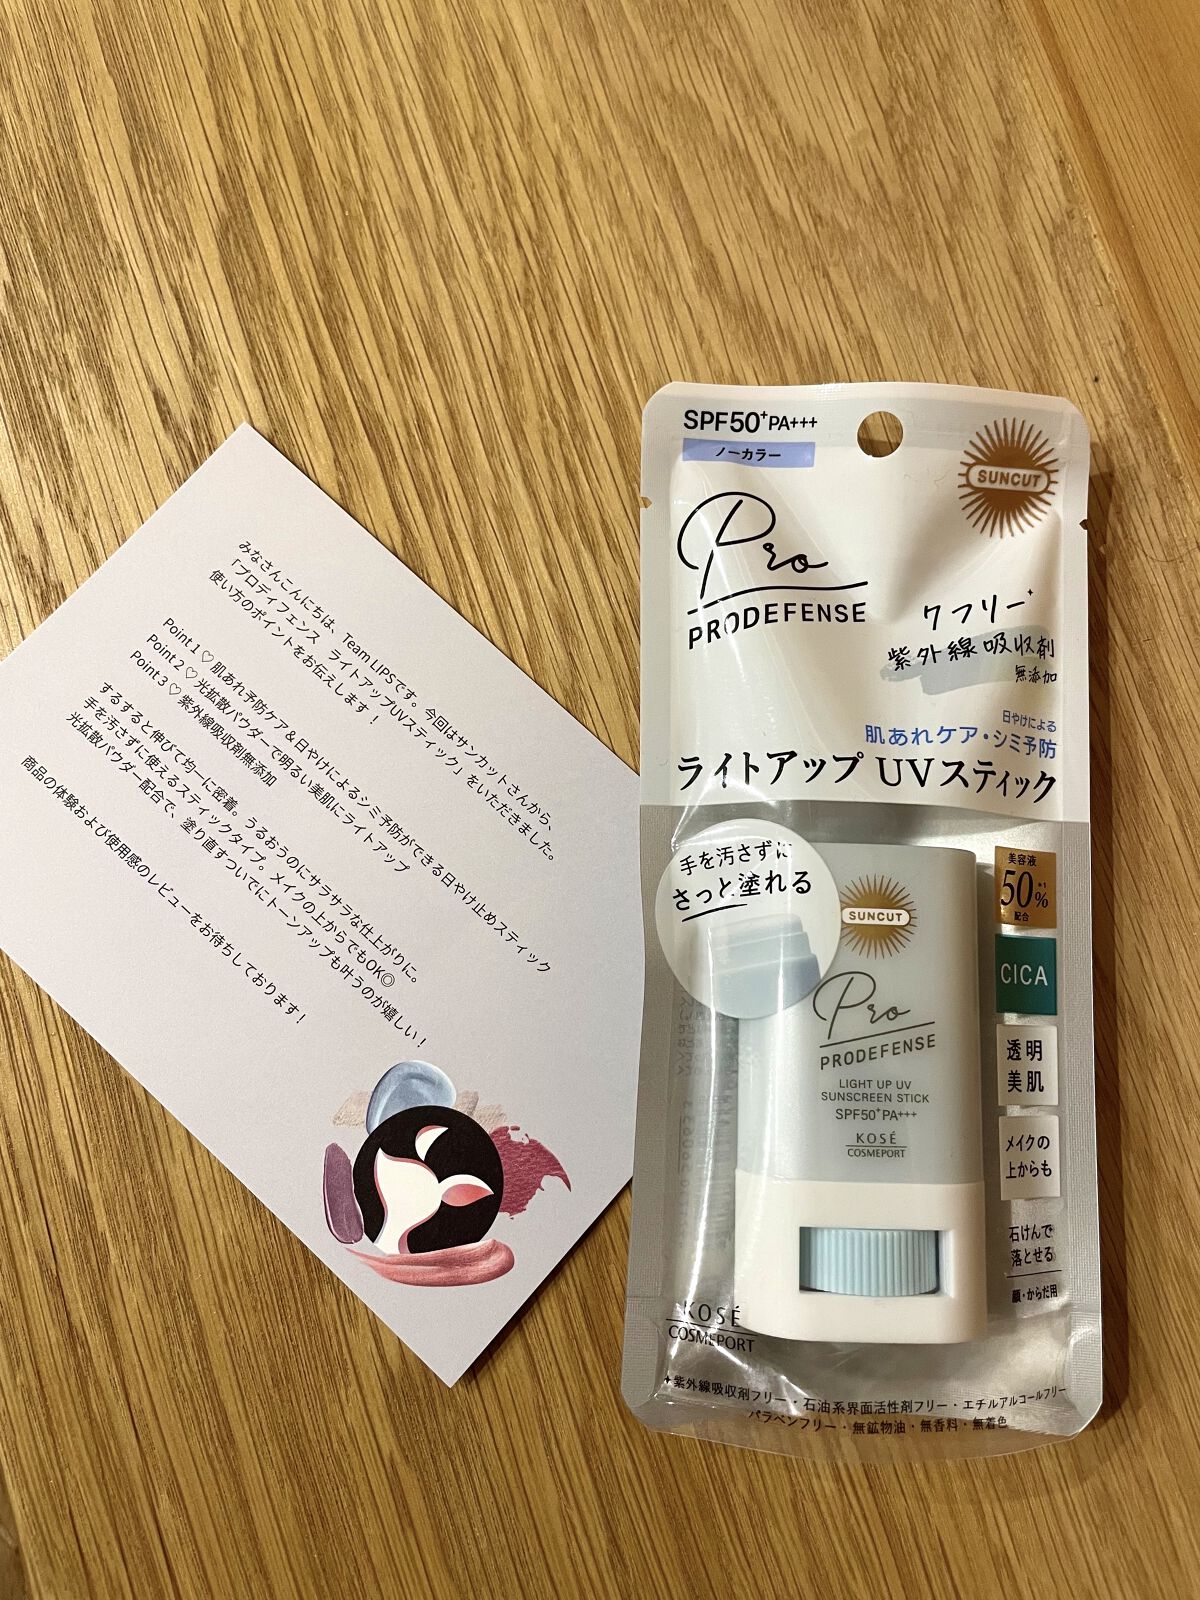 みなさんこんにちは、Team LIPSです。今回はサンカットさんから、
「プロディフェンス ライトアップUVスティック」をいただきました。
使い方のポイントをお伝えします！
Point 1 ♡ 肌あれ予防ケア＆日やけによるシミ予防ができる日やけ止めスティック
Point 2 ♡ 光拡散パウダーで明るい美肌にライトアップ
Point 3 ♡ 紫外線吸収剤無添加
するすると伸びて均一に密着。うるおうのにサラサラな仕上がりに。
手を汚さずに使えるスティックタイプ。メイクの上からでもOK◎
光拡散パウダー配合で、塗り直すついでにトーンアップも叶うのが嬉しい！
商品の体験および使用感のレビューをお待ちしております！
SPF50+PA+++
ノーカラー
SUNCUT
Pro
PRODEFENSE
7フリー✦
紫外線吸収剤
無添加
日やけによる
肌あれケア・シミ予防
ライトアップ UVスティック
手を汚さずに
さっと塗れる
SUNCUT
Pro
PRODEFENSE
LIGHT UP UV
SUNSCREEN STICK
SPF50+PA+++
KOSÉ
COSMEPORT
美容液
50%
配合
CICA
透明
美肌
メイクの
上からも
石けんで
落とせる
顔・からだ用
KOSÉ
COSMEPORT
✦紫外線吸収剤フリー・石油系界面活性剤フリー・エチルアルコールフリー
パラベンフリー・無鉱物油・無香料・無着色